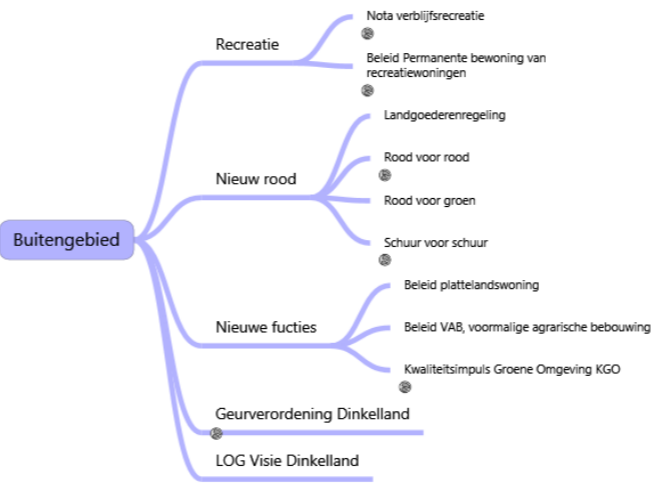 Buitengebied
Recreatie
Nota verblijfsrecreatie
Beleid Permanente bewoning van
recreatiewoningen
Nieuw rood
Landgoederenregeling
Rood voor rood
Rood voor groen
Schuur voor schuur
Nieuwe fucties
Beleid plattelandswoning
Beleid VAB, voormalige agrarische bebouwing
Kwaliteitsimpuls Groene Omgeving KGO
Geurverordening Dinkelland
LOG Visie Dinkelland